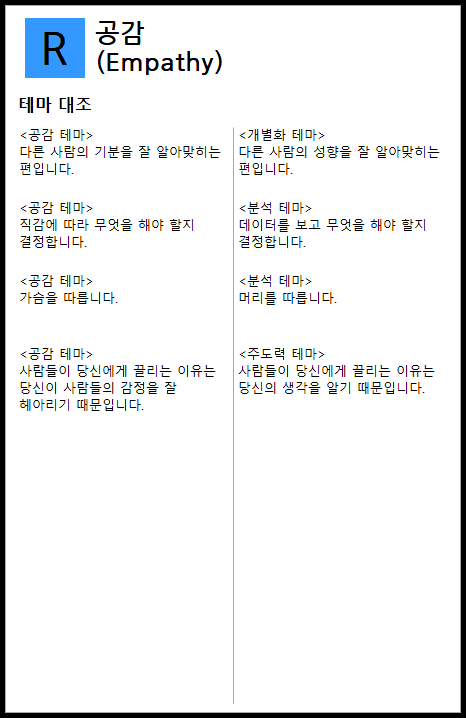 R
공감
(Empathy)
테마 대조
<공감 테마>
다른 사람의 기분을 잘 알아맞히는
편입니다.
<개별화 테마>
다른 사람의 성향을 잘 알아맞히는
편입니다.
<공감 테마>
직감에 따라 무엇을 해야 할지
결정합니다.
<분석 테마>
데이터를 보고 무엇을 해야 할지
결정합니다.
<공감 테마>
가슴을 따릅니다.
<분석 테마>
머리를 따릅니다.
<공감 테마>
사람들이 당신에게 끌리는 이유는
당신이 사람들의 감정을 잘
헤아리기 때문입니다.
<주도력 테마>
사람들이 당신에게 끌리는 이유는
당신의 생각을 알기 때문입니다.